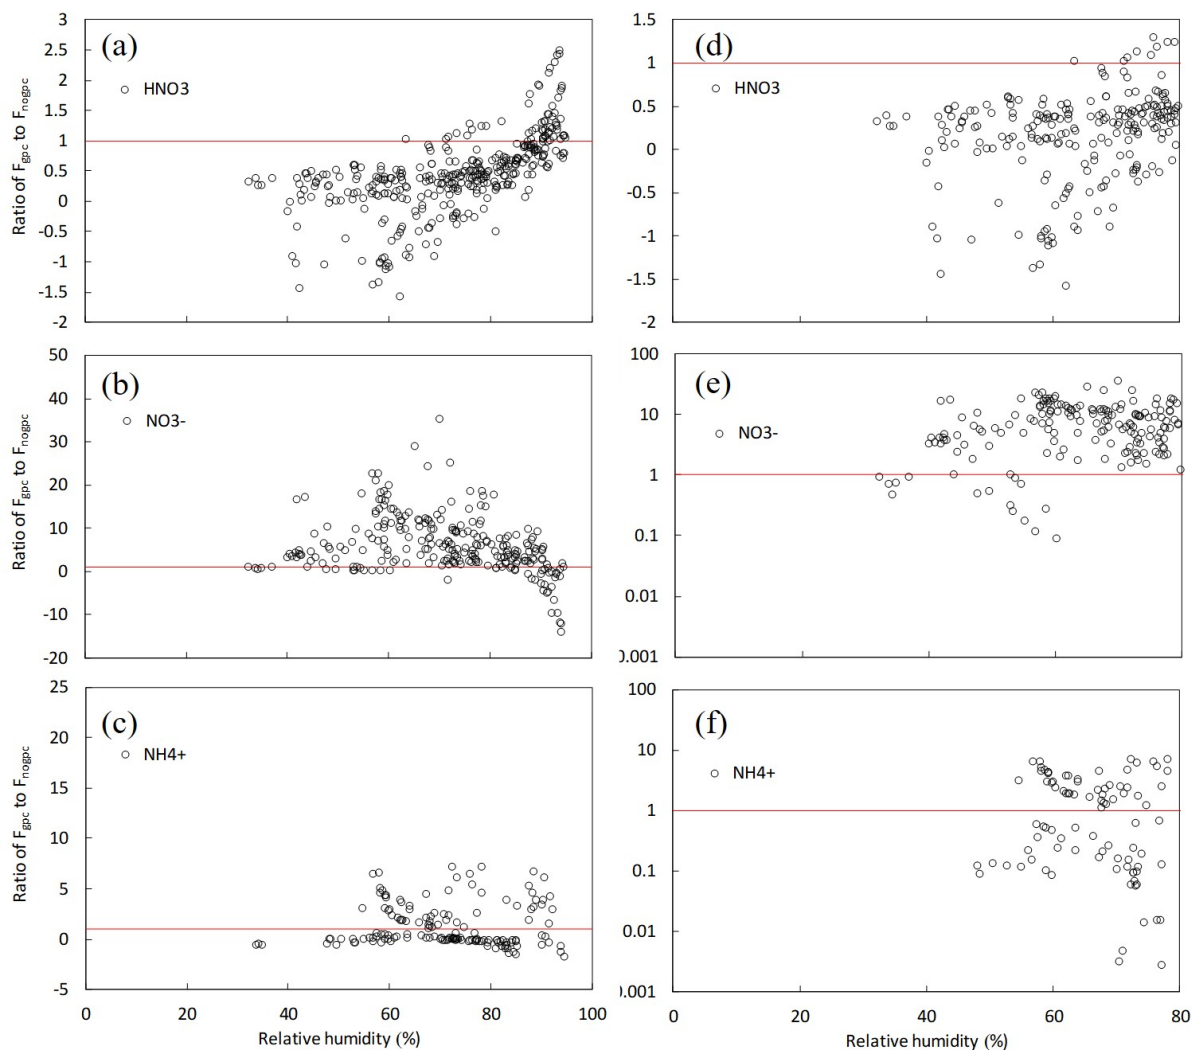 (a)
HNO3
Ratio of Fgpc to Fnogpc
3
2.5
2
1.5
1
0.5
0
-0.5
-1
-1.5
-2
(d)
HNO3
1.5
1
0.5
0
-0.5
-1
-1.5
-2
(b)
NO3-
Ratio of Fgpc to Fnogpc
50
40
30
20
10
0
-10
-20
(e)
NO3-
100
10
1
0.1
0.01
0.001
(c)
NH4+
Ratio of Fgpc to Fnogpc
25
20
15
10
5
0
-5
0 20 40 60 80 100
Relative humidity (%)
(f)
NH4+
100
10
1
0.1
0.01
0.001
0 20 40 60 80
Relative humidity (%)